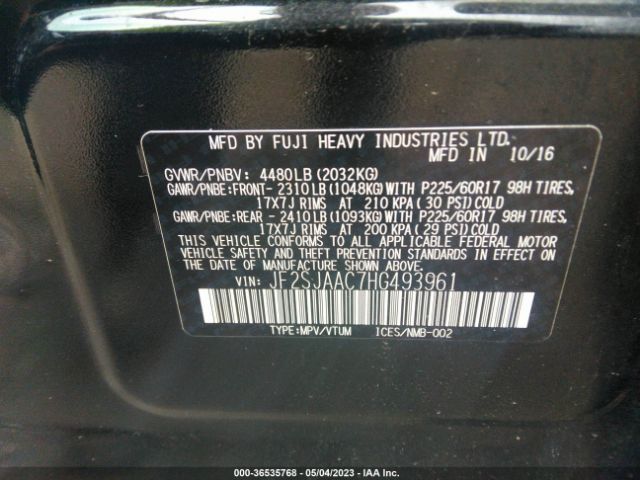 MFD BY FUJI HEAVY INDUSTRIES LTD.
MFD IN 10/16
GVWR/PNBV: 4480LB (2032KG)
GAWR/PNBE:FRONT- 2310LB (1048KG) WITH P225/60R17 98H TIRES,
17X7J RIMS AT 210 KPA (30 PSI) COLD
GAWR/PNBE:REAR - 2410LB (1093KG) WITH P225/60R17 98H TIRES,
17X7J RIMS AT 200 KPA (29 PSI) COLD
THIS VEHICLE CONFORMS TO ALL APPLICABLE FEDERAL MOTOR
VEHICLE SAFETY AND THEFT PREVENTION STANDARDS IN EFFECT
ON THE DATE OF MANUFACTURE SHOWN ABOVE.
VIN: JF2SJAAC7HG493961
TYPE:MPV/VTUM ICES/NMB-002
000-36535768 - 05/04/2023 - IAA Inc.